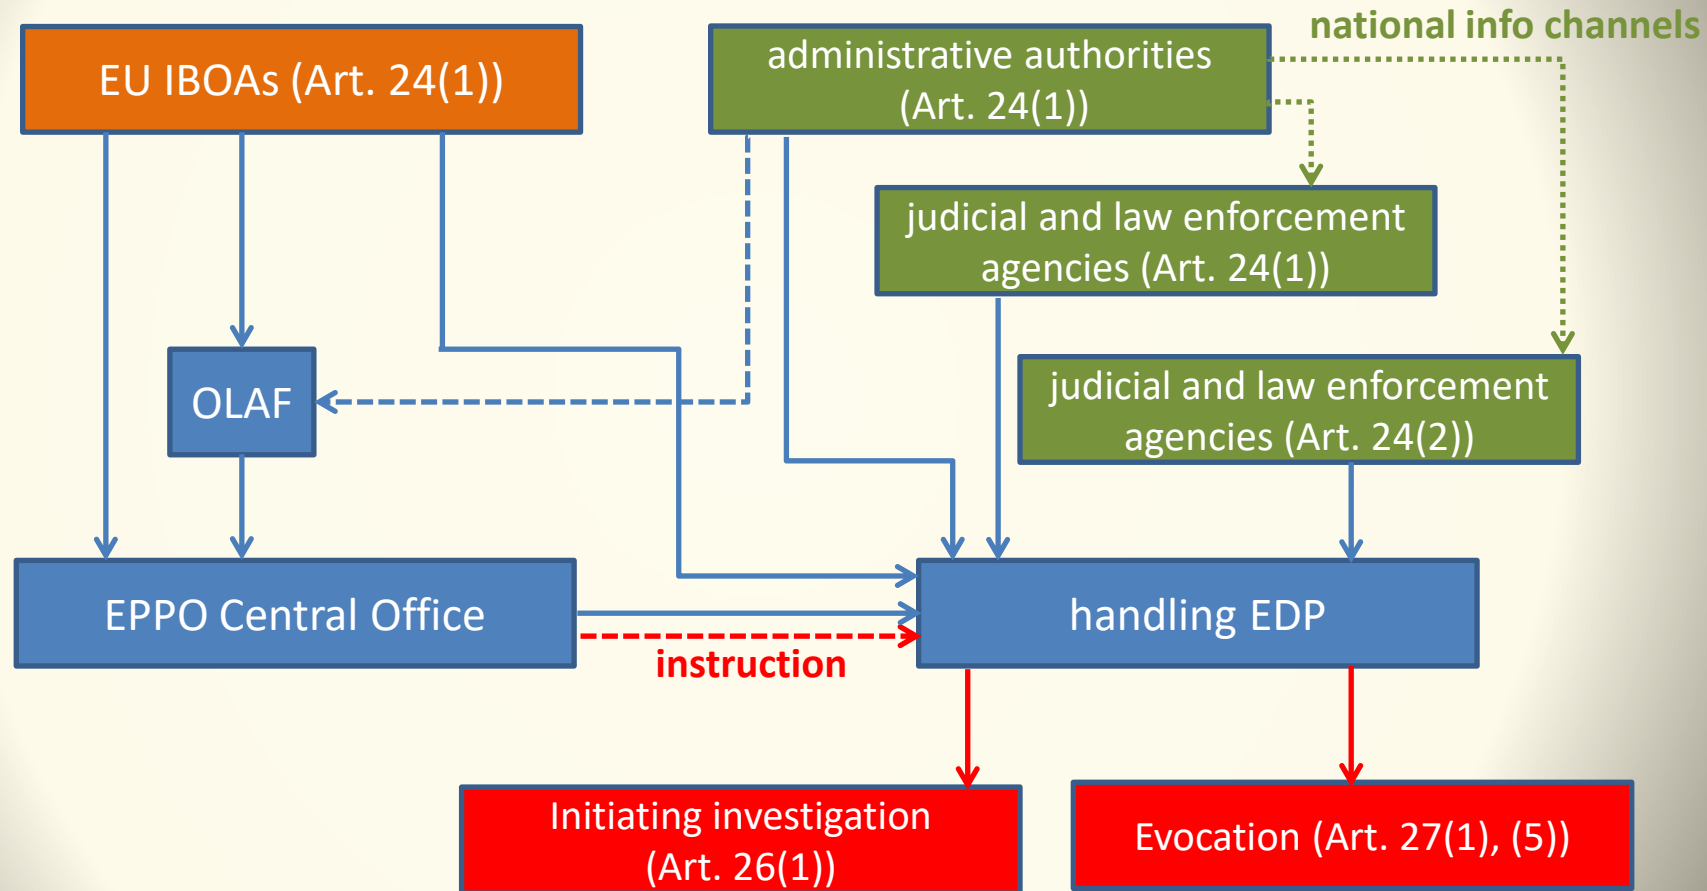 national info channels
EU IBOAs (Art. 24(1))
administrative authorities
(Art. 24(1))
judicial and law enforcement
agencies (Art. 24(1))
OLAF
judicial and law enforcement
agencies (Art. 24(2))
EPPO Central Office
handling EDP
instruction
Initiating investigation
(Art. 26(1))
Evocation (Art. 27(1), (5))